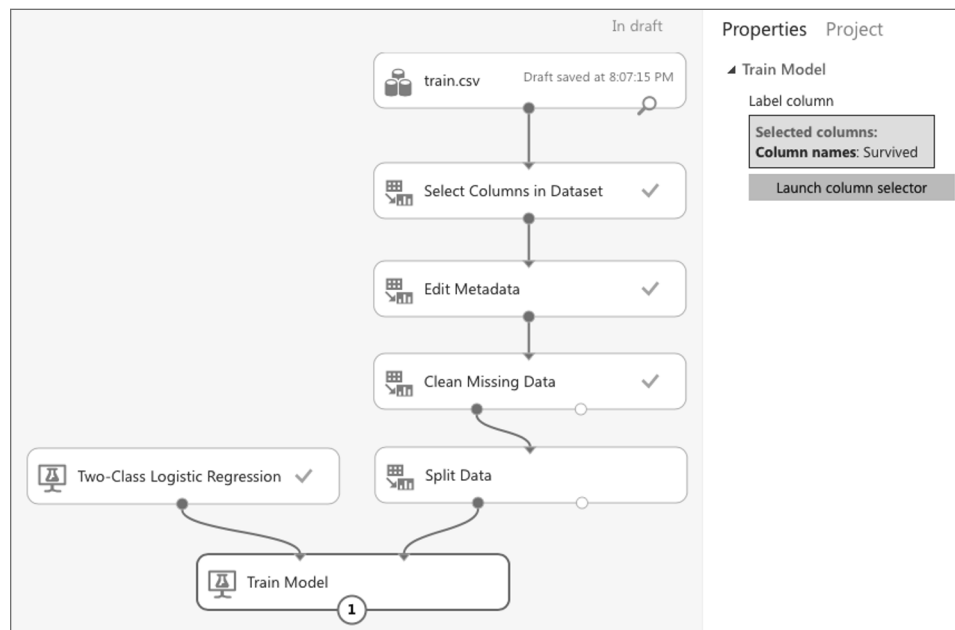 In draft
train.csv
Draft saved at 8:07:15 PM
Select Columns in Dataset
Edit Metadata
Clean Missing Data
Two-Class Logistic Regression
Split Data
Train Model
1
Properties Project
Train Model
Label column
Selected columns:
Column names: Survived
Launch column selector